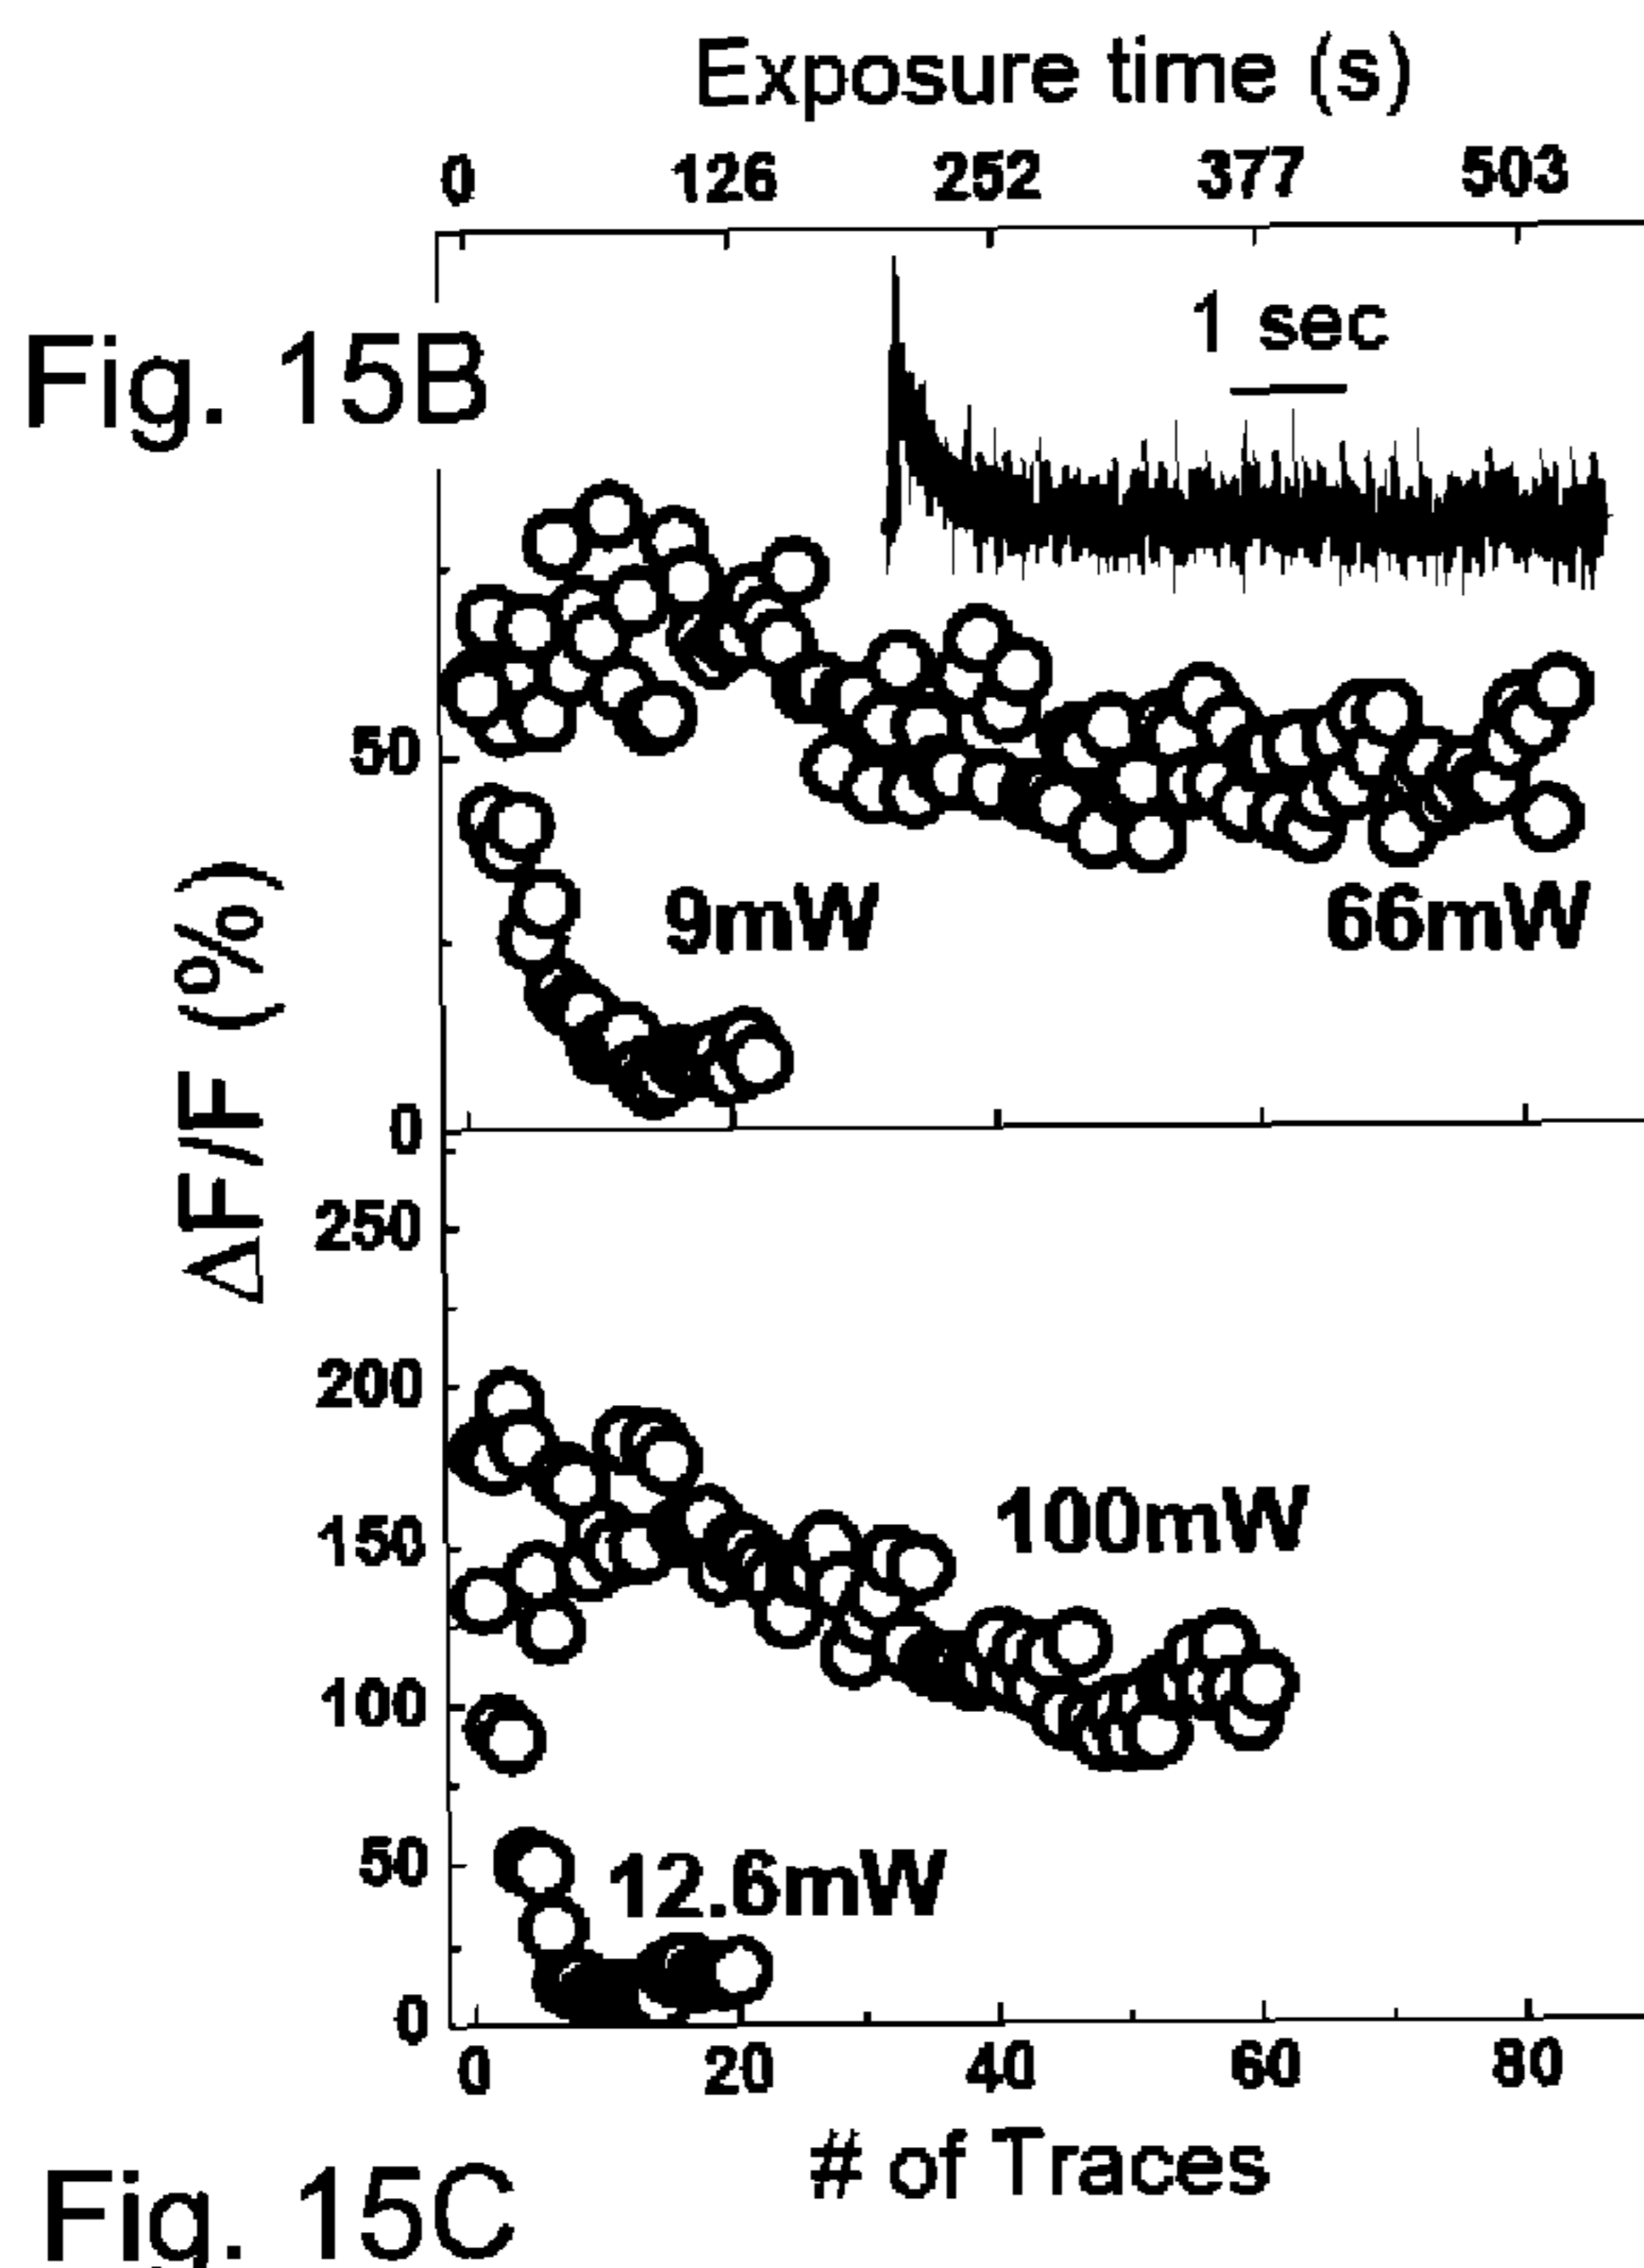 Exposure time (s)
0 126 252 377 503
1 sec
Fig. 15B
50
9mW 66mW
ΔF/F (%)
0
250
200
100mW
150
100
50
12.6mW
0
0 20 40 60 80
# of Traces
Fig. 15C